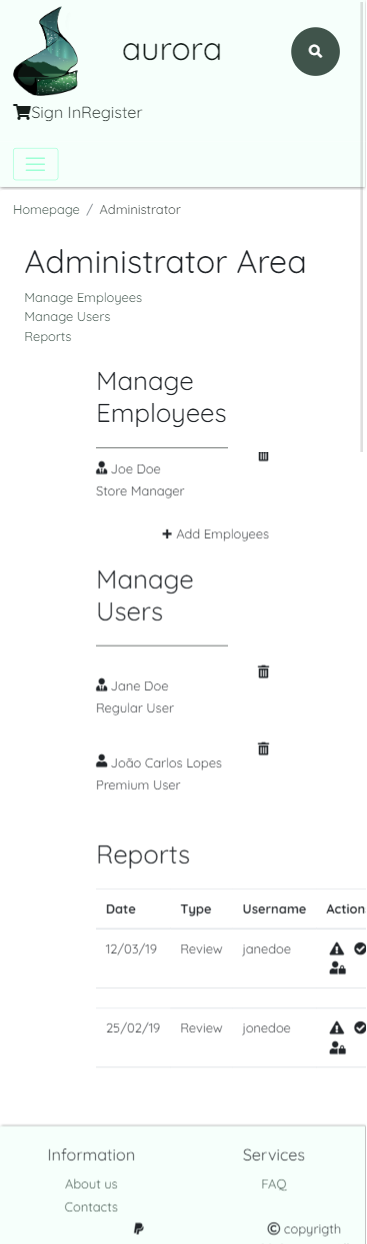 aurora
Sign InRegister
Homepage / Administrator
Administrator Area
Manage Employees
Manage Users
Reports
Manage
Employees
Joe Doe
Store Manager
+ Add Employees
Manage
Users
Jane Doe
Regular User
João Carlos Lopes
Premium User
Reports
Date Type Username Action
12/03/19 Review janedoe
25/02/19 Review jonedoe
Information Services
About us FAQ
Contacts
© copyrigth